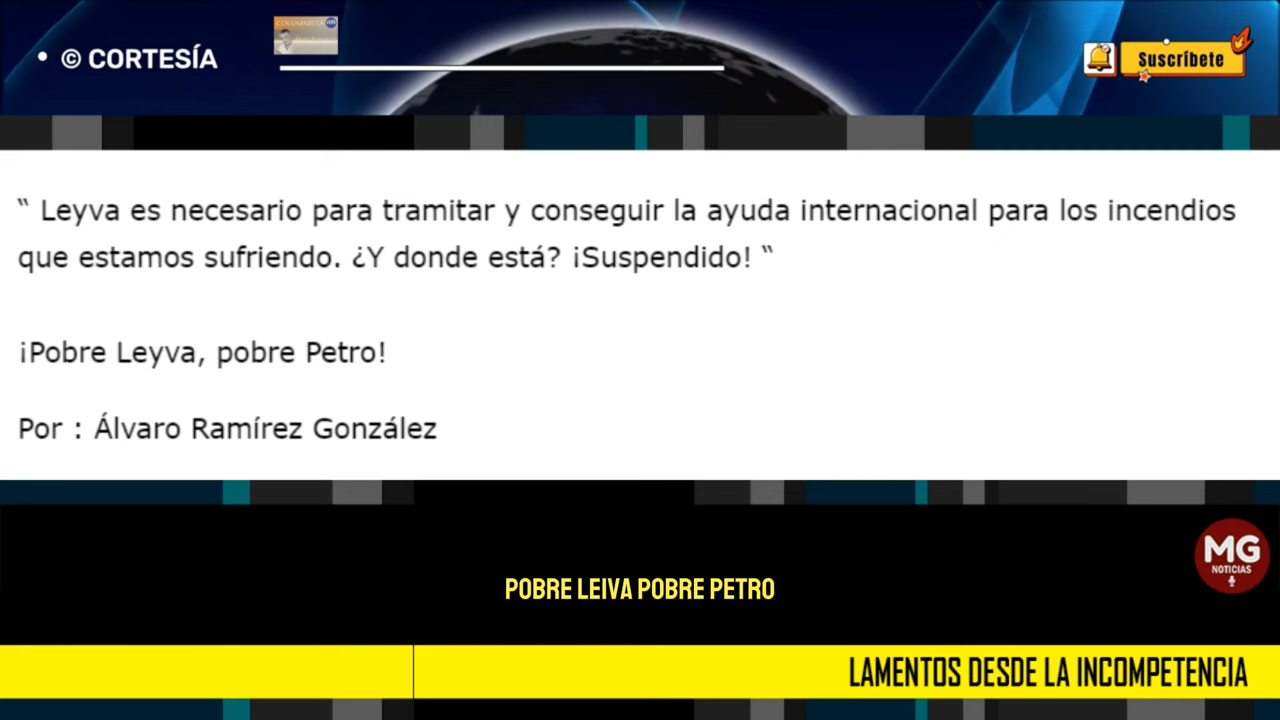 • © CORTESÍA
COLUMNISTA
Suscríbete
“ Leyva es necesario para tramitar y conseguir la ayuda internacional para los incendios
que estamos sufriendo. ¿Y donde está? ¡Suspendido! “
¡Pobre Leyva, pobre Petro!
Por : Álvaro Ramírez González
MG
NOTICIAS
POBRE LEIVA POBRE PETRO
LAMENTOS DESDE LA INCOMPETENCIA